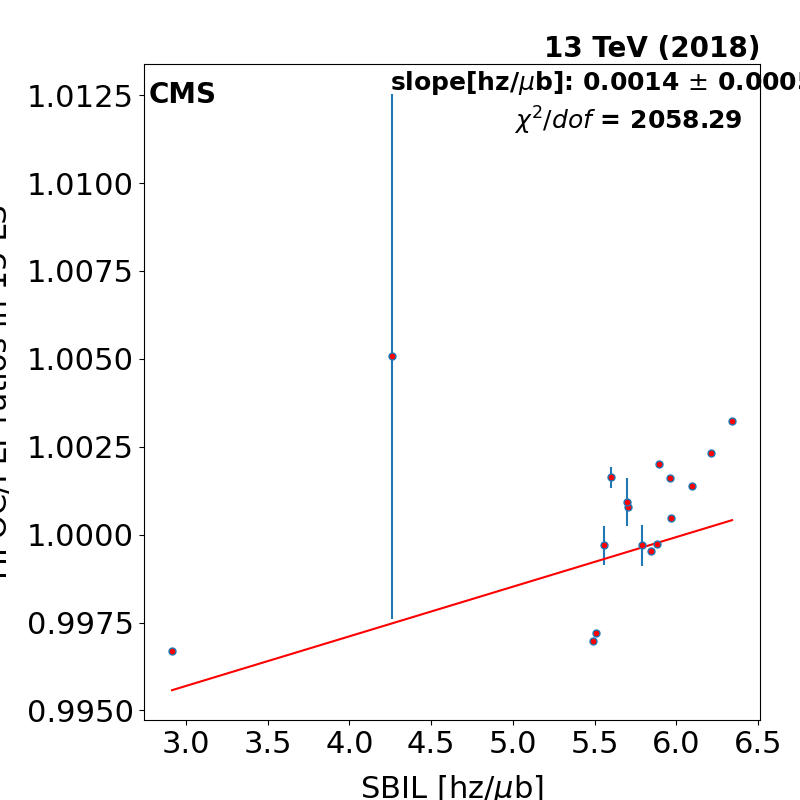 13 TeV (2018)
CMS
slope[hz/μb]: 0.0014 ± 0.0005
χ²/dof = 2058.29
1.0125
1.0100
1.0075
1.0050
1.0025
1.0000
0.9975
0.9950
3.0 3.5 4.0 4.5 5.0 5.5 6.0 6.5
SBIL [hz/μb]